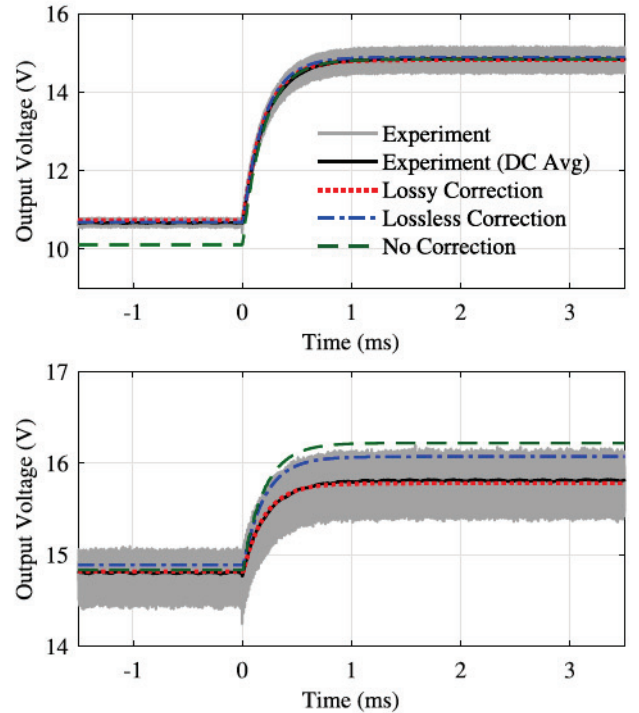 16
14
12
10
Output Voltage (V)
Experiment
Experiment (DC Avg)
Lossy Correction
Lossless Correction
No Correction
-1 0 1 2 3
Time (ms)
17
16
15
14
Output Voltage (V)
-1 0 1 2 3
Time (ms)